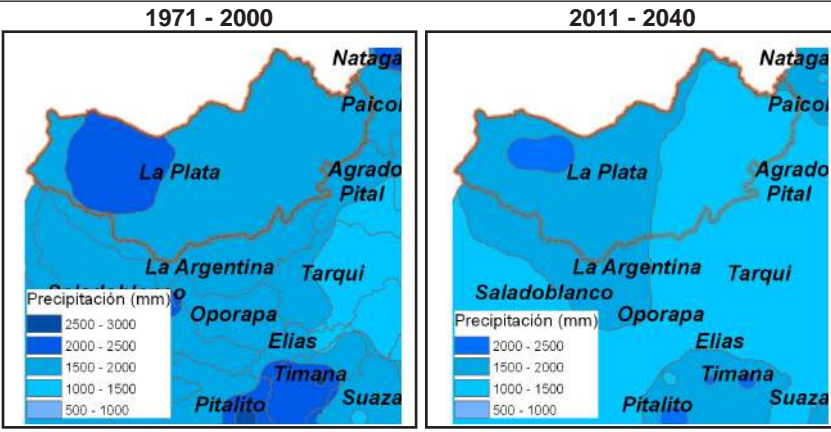 1971 - 2000
Nataga
Paicol
La Plata
Agrado
Pital
La Argentina
Tarqui
Saladoblanco
Precipitación (mm)
2500 - 3000
2000 - 2500
1500 - 2000
1000 - 1500
500 - 1000
Oporapa
Elias
Timana
Pitalito
Suaza
2011 - 2040
Nataga
Paicol
La Plata
Agrado
Pital
La Argentina
Tarqui
Saladoblanco
Precipitación (mm)
2000 - 2500
1500 - 2000
1000 - 1500
500 - 1000
Oporapa
Elias
Timana
Pitalito
Suaza